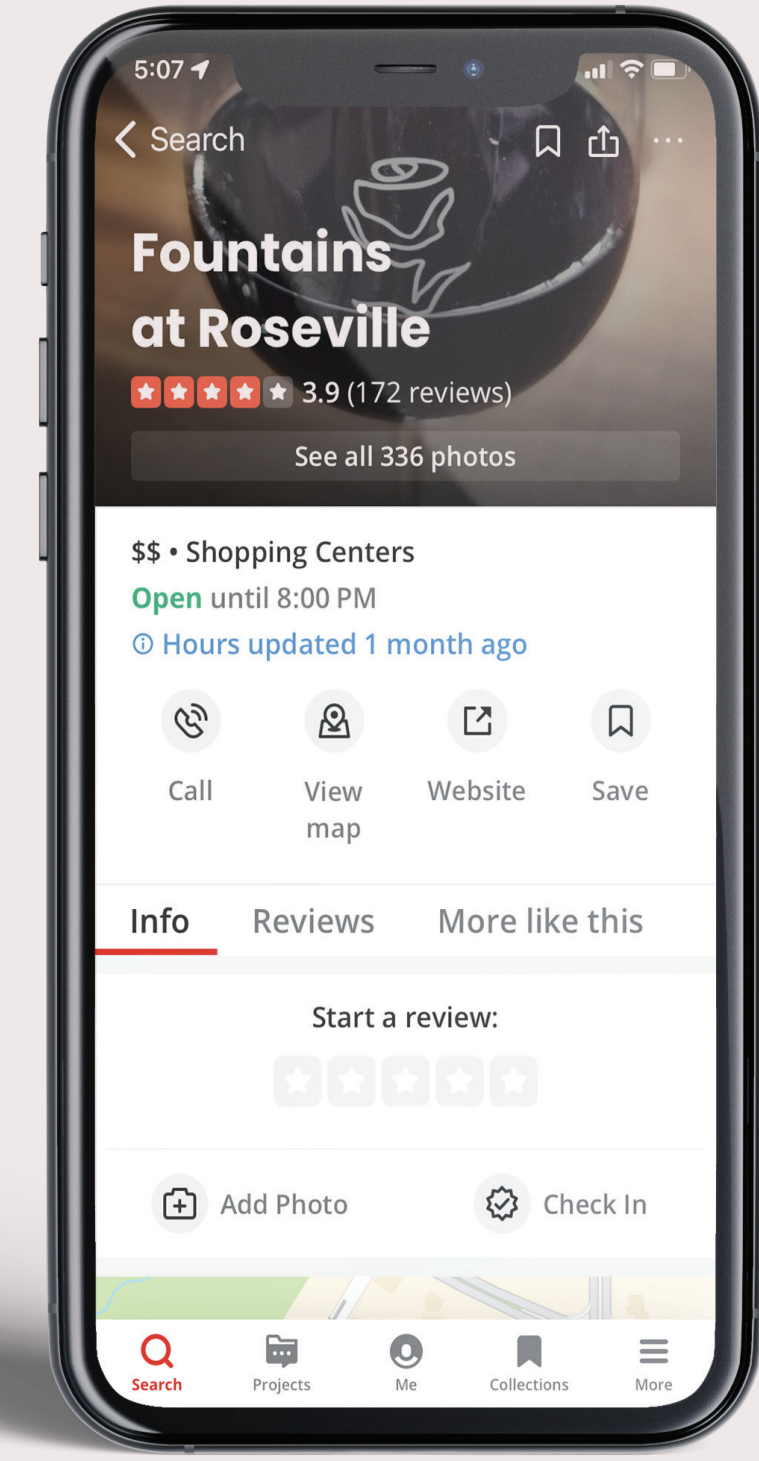 5:07
Search
Fountains
at Roseville
3.9 (172 reviews)
See all 336 photos
$$ • Shopping Centers
Open until 8:00 PM
Hours updated 1 month ago
Call
View
map
Website
Save
Info
Reviews
More like this
Start a review:
Add Photo
Check In
Search
Projects
Me
Collections
More